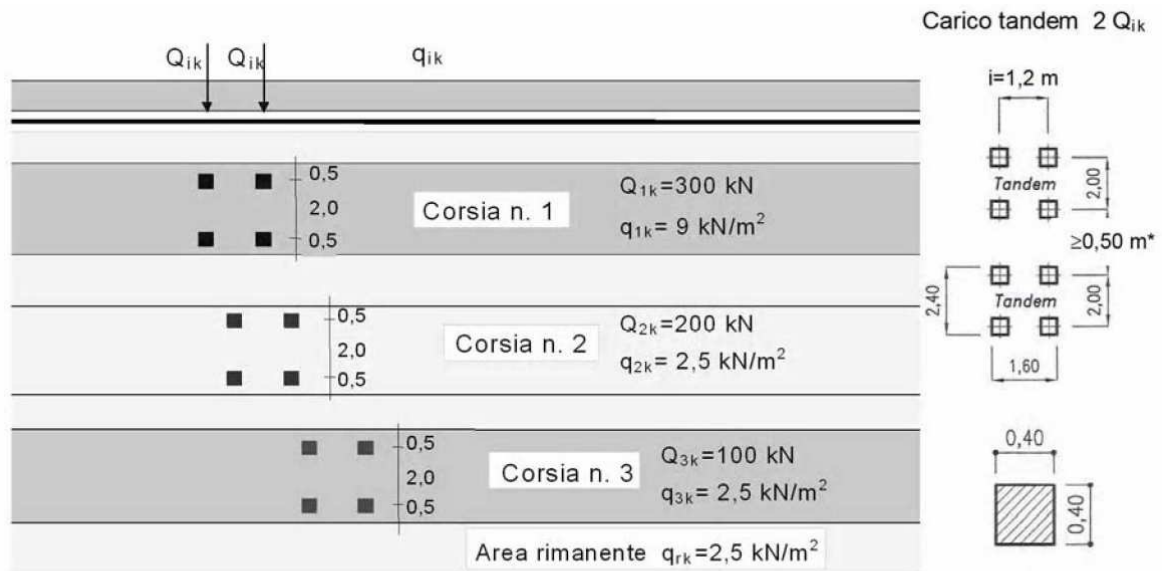 Carico tandem 2 Qik
Qik
Qik
qik
i=1,2 m
0,5
2,0
0,5
Corsia n. 1
Q1k=300 kN
q1k= 9 kN/m²
Tandem
2,00
≥0,50 m*
0,5
2,0
0,5
Corsia n. 2
Q2k=200 kN
q2k= 2,5 kN/m²
2,40
Tandem
2,00
1,60
0,5
2,0
0,5
Corsia n. 3
Q3k=100 kN
q3k= 2,5 kN/m²
0,40
0,40
Area rimanente qrk=2,5 kN/m²